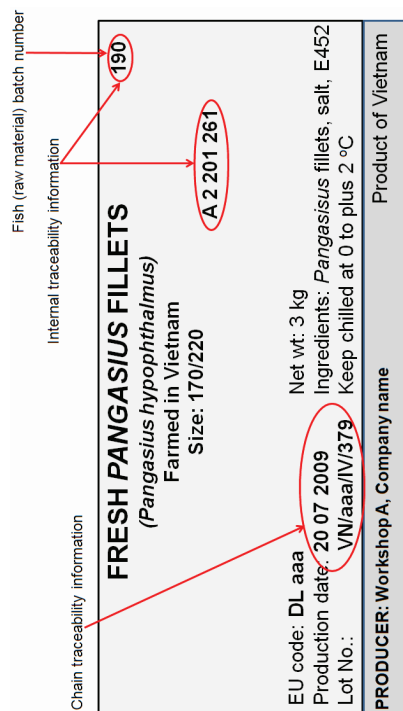 Fish (raw material) batch number
Internal traceability information
Chain traceability information
190
FRESH PANGASIUS FILLETS
A 2 201 261
(Pangasius hypophthalmus)
Farmed in Vietnam
Size: 170/220
EU code: DL aaa Net wt: 3 kg
Production date: 20 07 2009 Ingredients: Pangasisus fillets, salt, E452
Lot No.: VN/aaa/IV/379 Keep chilled at 0 to plus 2 ºC
PRODUCER: Workshop A, Company name Product of Vietnam